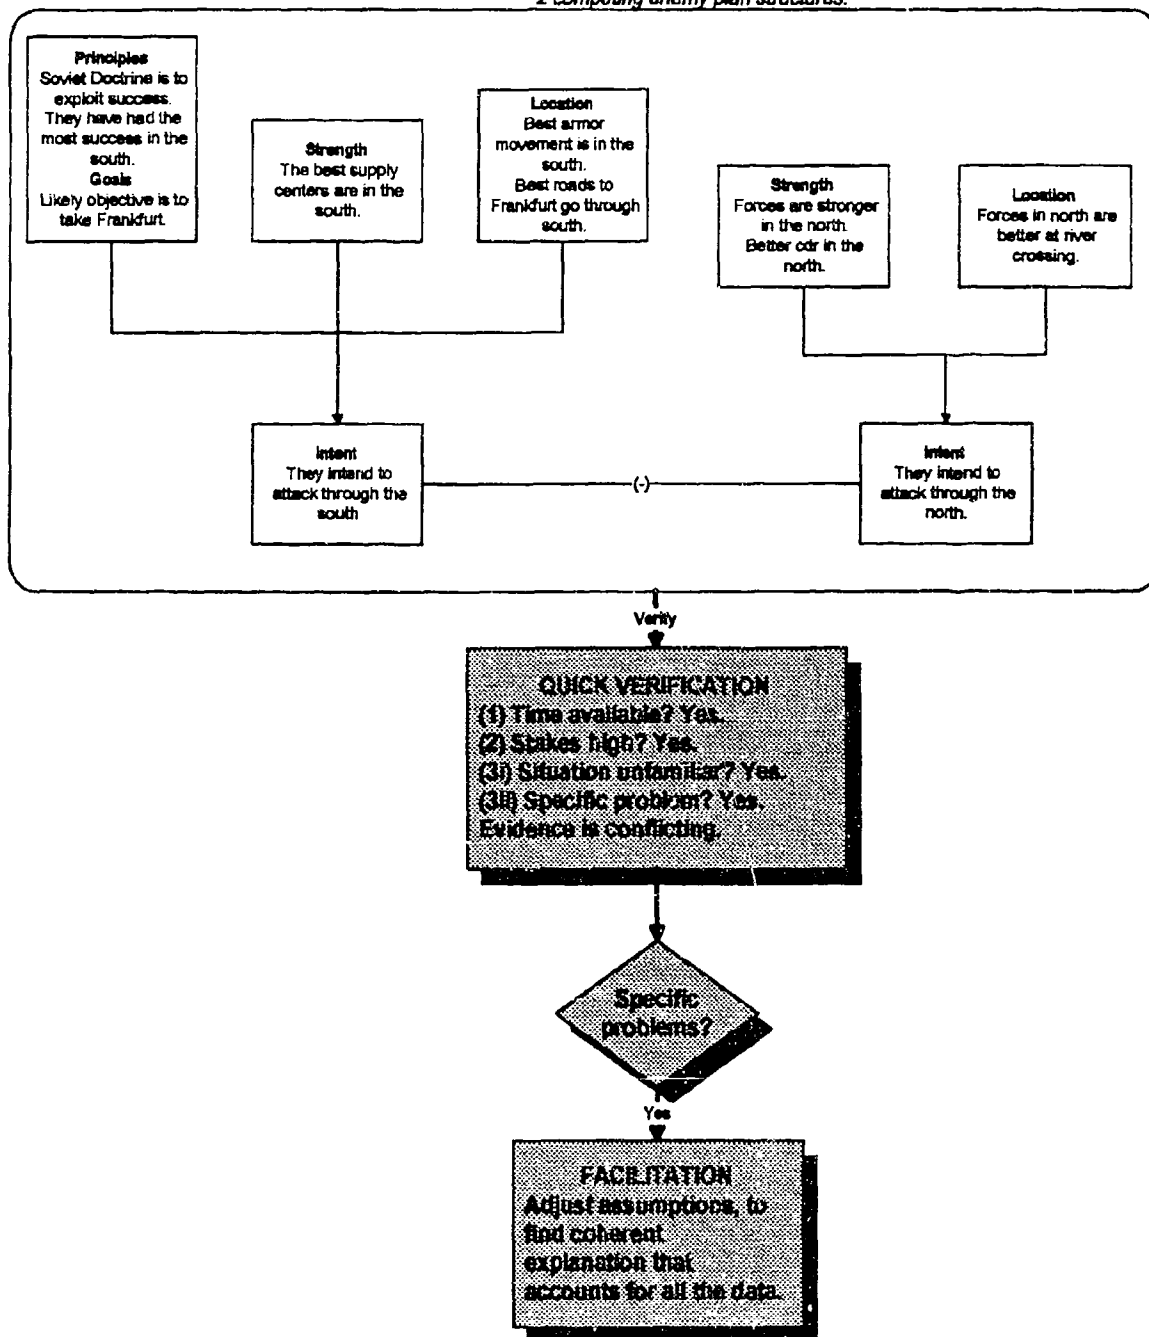 2 computing enemy plan structures.
Principles
Soviet Doctrine is to
exploit success.
They have had the
most success in the
south.
Goals
Likely objective is to
take Frankfurt.
Strength
The best supply
centers are in the
south.
Location
Best armor
movement is in the
south.
Best roads to
Frankfurt go through
south.
Strength
Forces are stronger
in the north.
Better cdr in the
north.
Location
Forces in north are
better at river
crossing.
Intent
They intend to
attack through the
south
(-)
Intent
They intend to
attack through the
north.
Verify
QUICK VERIFICATION
(1) Time available? Yes.
(2) Stakes high? Yes.
(3i) Situation unfamiliar? Yes.
(3ii) Specific problem? Yes.
Evidence is conflicting.
Specific
problems?
Yes
FACILITATION
Adjust assumptions, to
find coherent
explanation that
accounts for all the data.